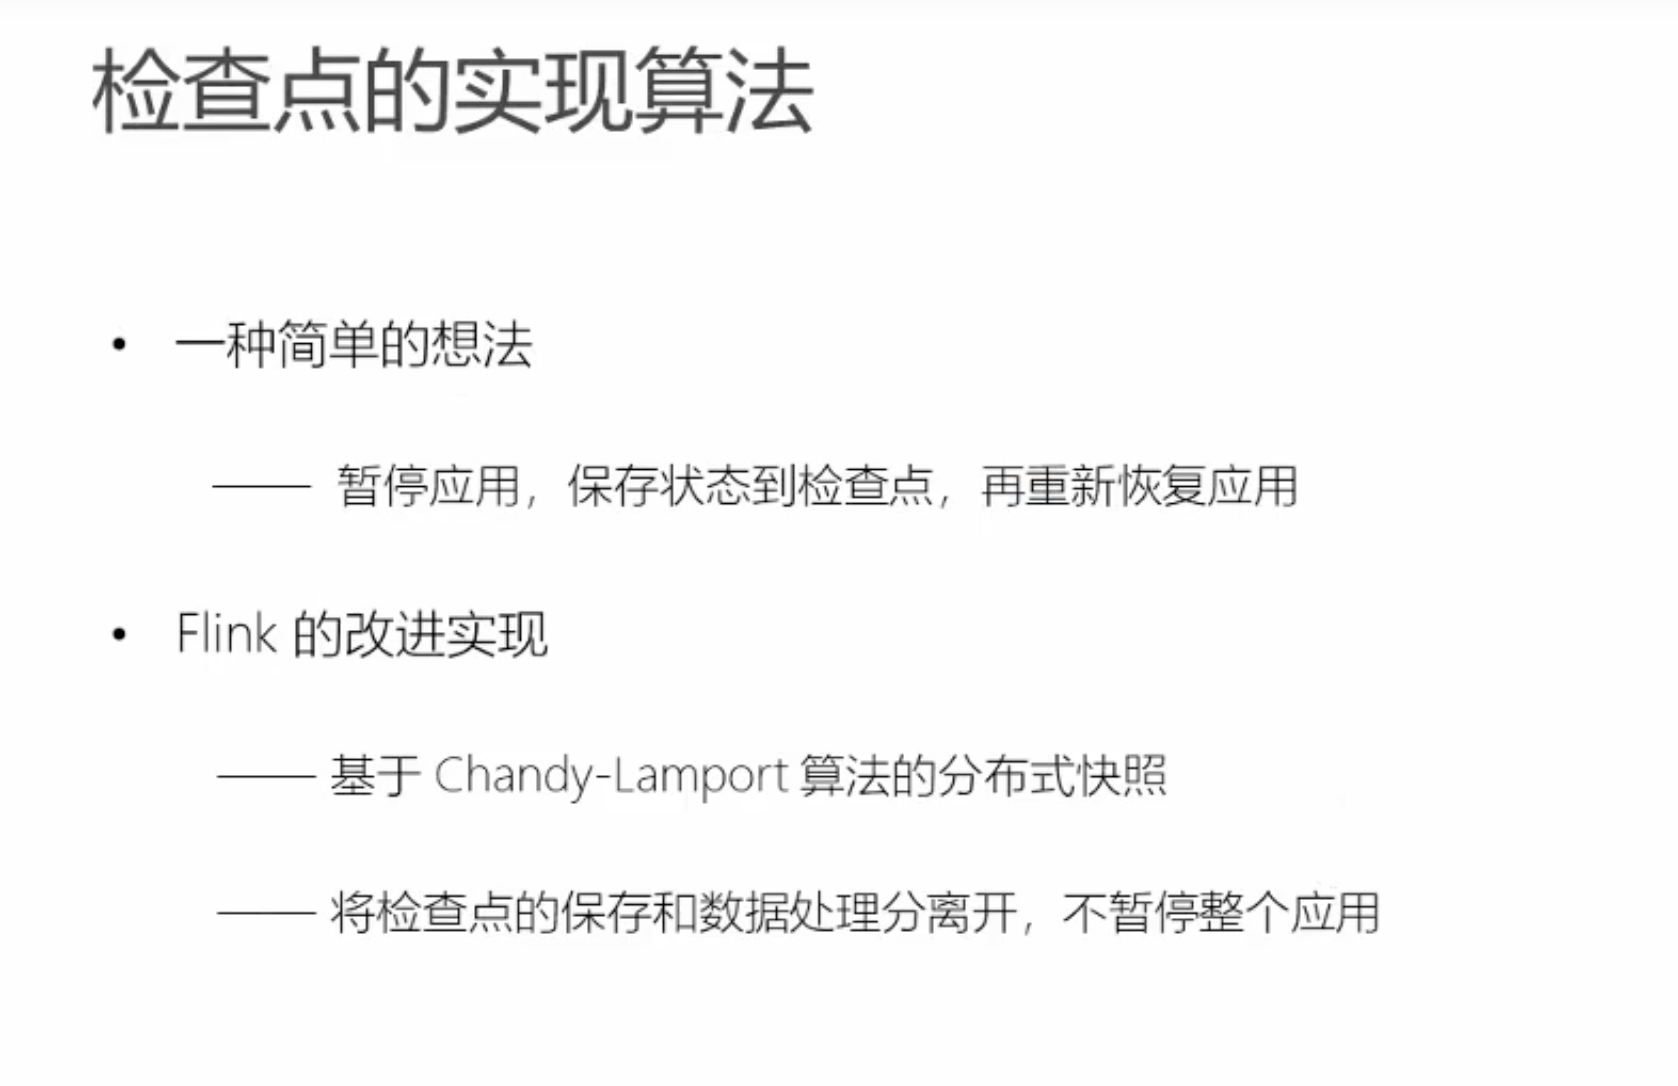 检查点的实现算法
• 一种简单的想法
—— 暂停应用，保存状态到检查点，再重新恢复应用
• Flink 的改进实现
—— 基于 Chandy-Lamport 算法的分布式快照
—— 将检查点的保存和数据处理分离开，不暂停整个应用